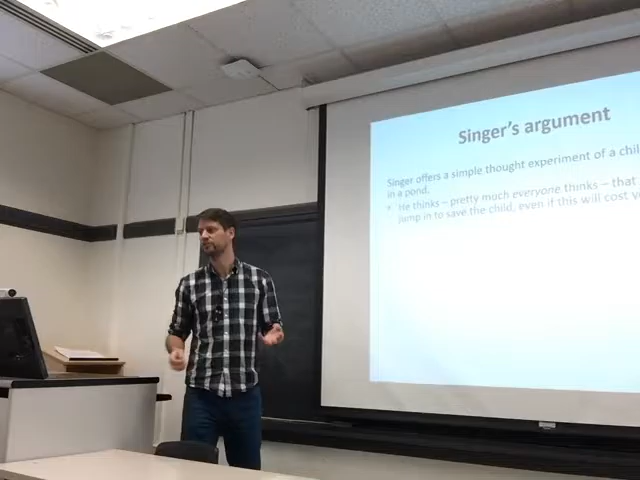 Singer's argument
Singer offers a simple thought experiment of a chil
in a pond.
• He thinks – pretty much everyone thinks – that
jump in to save the child, even if this will cost y